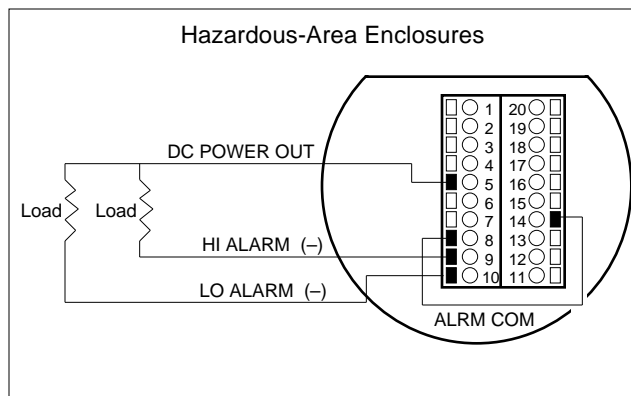 Hazardous-Area Enclosures
1 20
2 19
DC POWER OUT 3 18
4 17
5 16
Load Load 6 15
7 14
HI ALARM (–) 8 13
9 12
LO ALARM (–) 10 11
ALRM COM